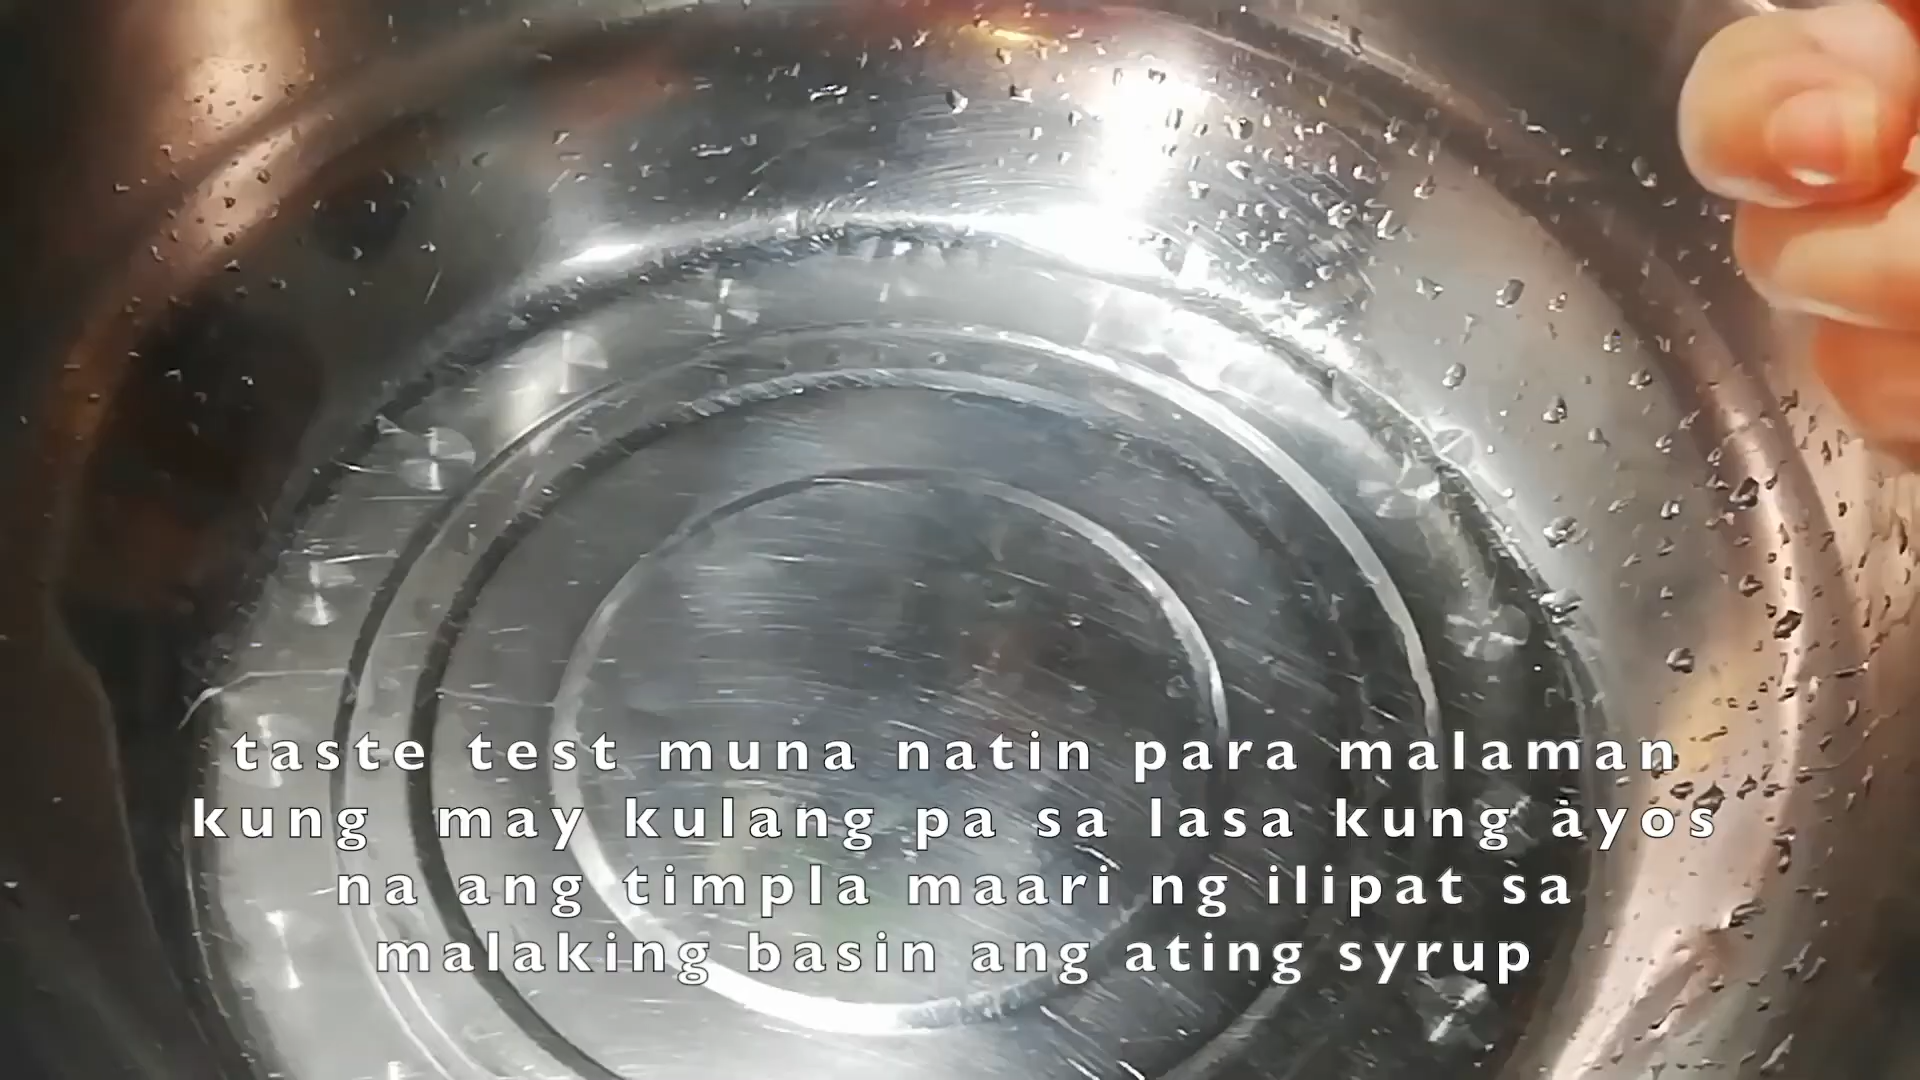 taste test muna natin para malaman
kung may kulang pa sa lasa kung ayos
na ang timpla maari ng ilipat sa
malaking basin ang ating syrup